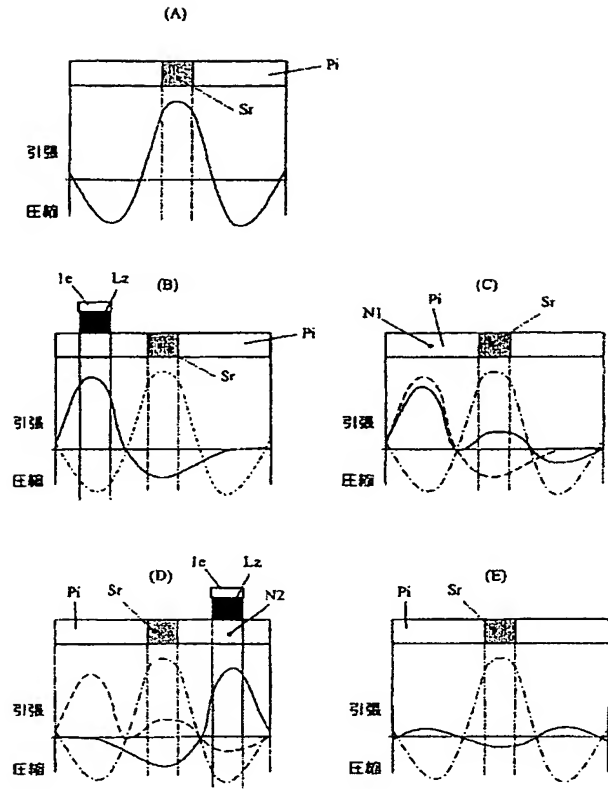 (A)
Pi
Sr
引張
圧縮
Ie Lz (B)
Pi
Sr
引張
圧縮
(C)
N1 Pi Sr
引張
圧縮
(D) Ie Lz
Pi Sr N2
引張
圧縮
(E)
Pi Sr
引張
圧縮